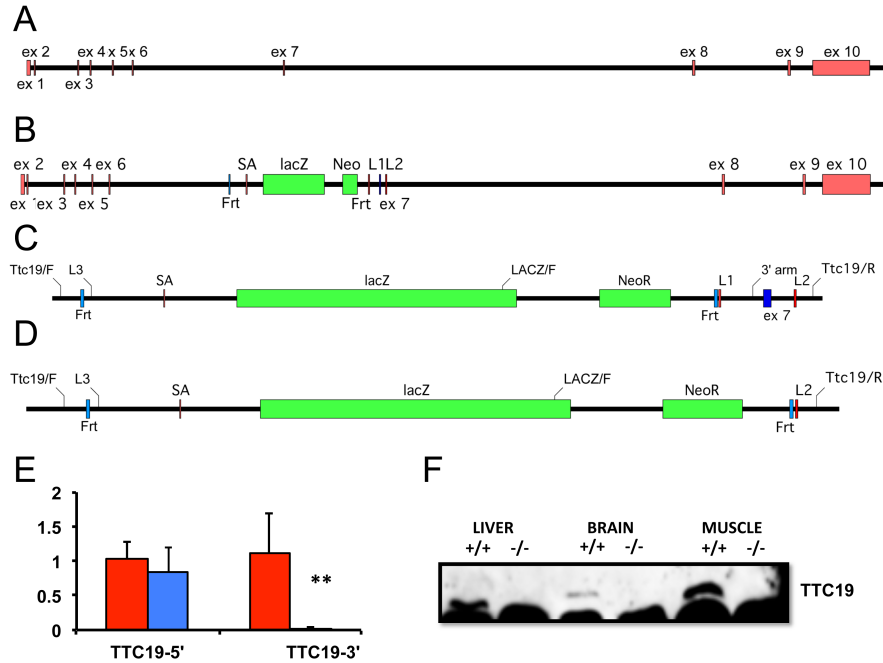 A
ex 2 ex 4 x 5x 6 ex 7 ex 8 ex 9 ex 10
ex 1 ex 3
B
ex 2 ex 4 ex 6 SA lacZ Neo L1L2 ex 8 ex 9 ex 10
ex ´ex 3 ex 5 Frt Frt ex 7
C
Ttc19/F L3 SA lacZ LACZ/F NeoR L1 3' arm L2 Ttc19/R
Frt Frt ex 7
D
Ttc19/F L3 SA lacZ LACZ/F NeoR L2 Ttc19/R
Frt Frt
E
2
1.5
1
0.5
0
**
TTC19-5' TTC19-3'
F
LIVER BRAIN MUSCLE
+/+ -/- +/+ -/- +/+ -/-
TTC19